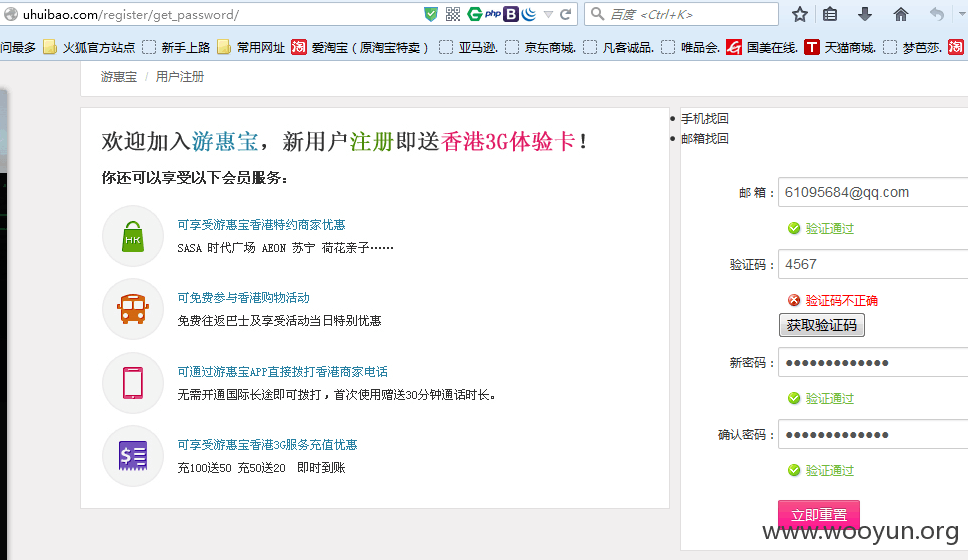 uhuibao.com/register/get_password/
php
B
百度 <Ctrl+K>
问最多 火狐官方站点 新手上路 常用网址 淘 爱淘宝（原淘宝特卖） 亚马逊. 京东商城. 凡客诚品. 唯品会. 国美在线. T 天猫商城. 梦芭莎. 淘
游惠宝 / 用户注册
欢迎加入游惠宝，新用户注册即送香港3G体验卡！
你还可以享受以下会员服务：
HK
可享受游惠宝香港特约商家优惠
SASA 时代广场 AEON 苏宁 荷花亲子……
可免费参与香港购物活动
免费往返巴士及享受活动当日特别优惠
可通过游惠宝APP直接拨打香港商家电话
无需开通国际长途即可拨打，首次使用赠送30分钟通话时长。
$
可享受游惠宝香港3G服务充值优惠
充100送50 充50送20 即时到账
• 手机找回
• 邮箱找回
邮 箱： 61095684@qq.com
验证通过
验证码： 4567
验证码不正确
获取验证码
新密码： ●●●●●●●●●●●●●
验证通过
确认密码： ●●●●●●●●●●●●●
验证通过
立即重置
www.wooyun.org